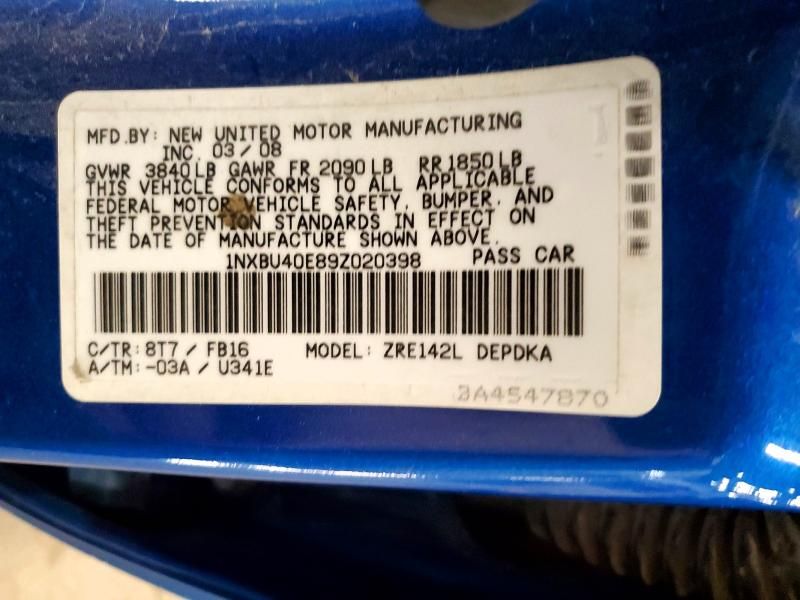 MFD.BY: NEW UNITED MOTOR MANUFACTURING
INC. 03/08
GVWR 3840LB GAWR FR 2090LB RR1850LB
THIS VEHICLE CONFORMS TO ALL APPLICABLE
FEDERAL MOTOR VEHICLE SAFETY, BUMPER, AND
THEFT PREVENTION STANDARDS IN EFFECT ON
THE DATE OF MANUFACTURE SHOWN ABOVE.
1NXBU40E89Z020398 PASS CAR
C/TR: 8T7 / FB16 MODEL: ZRE142L DEPDKA
A/TM: -03A / U341E
3A4547870